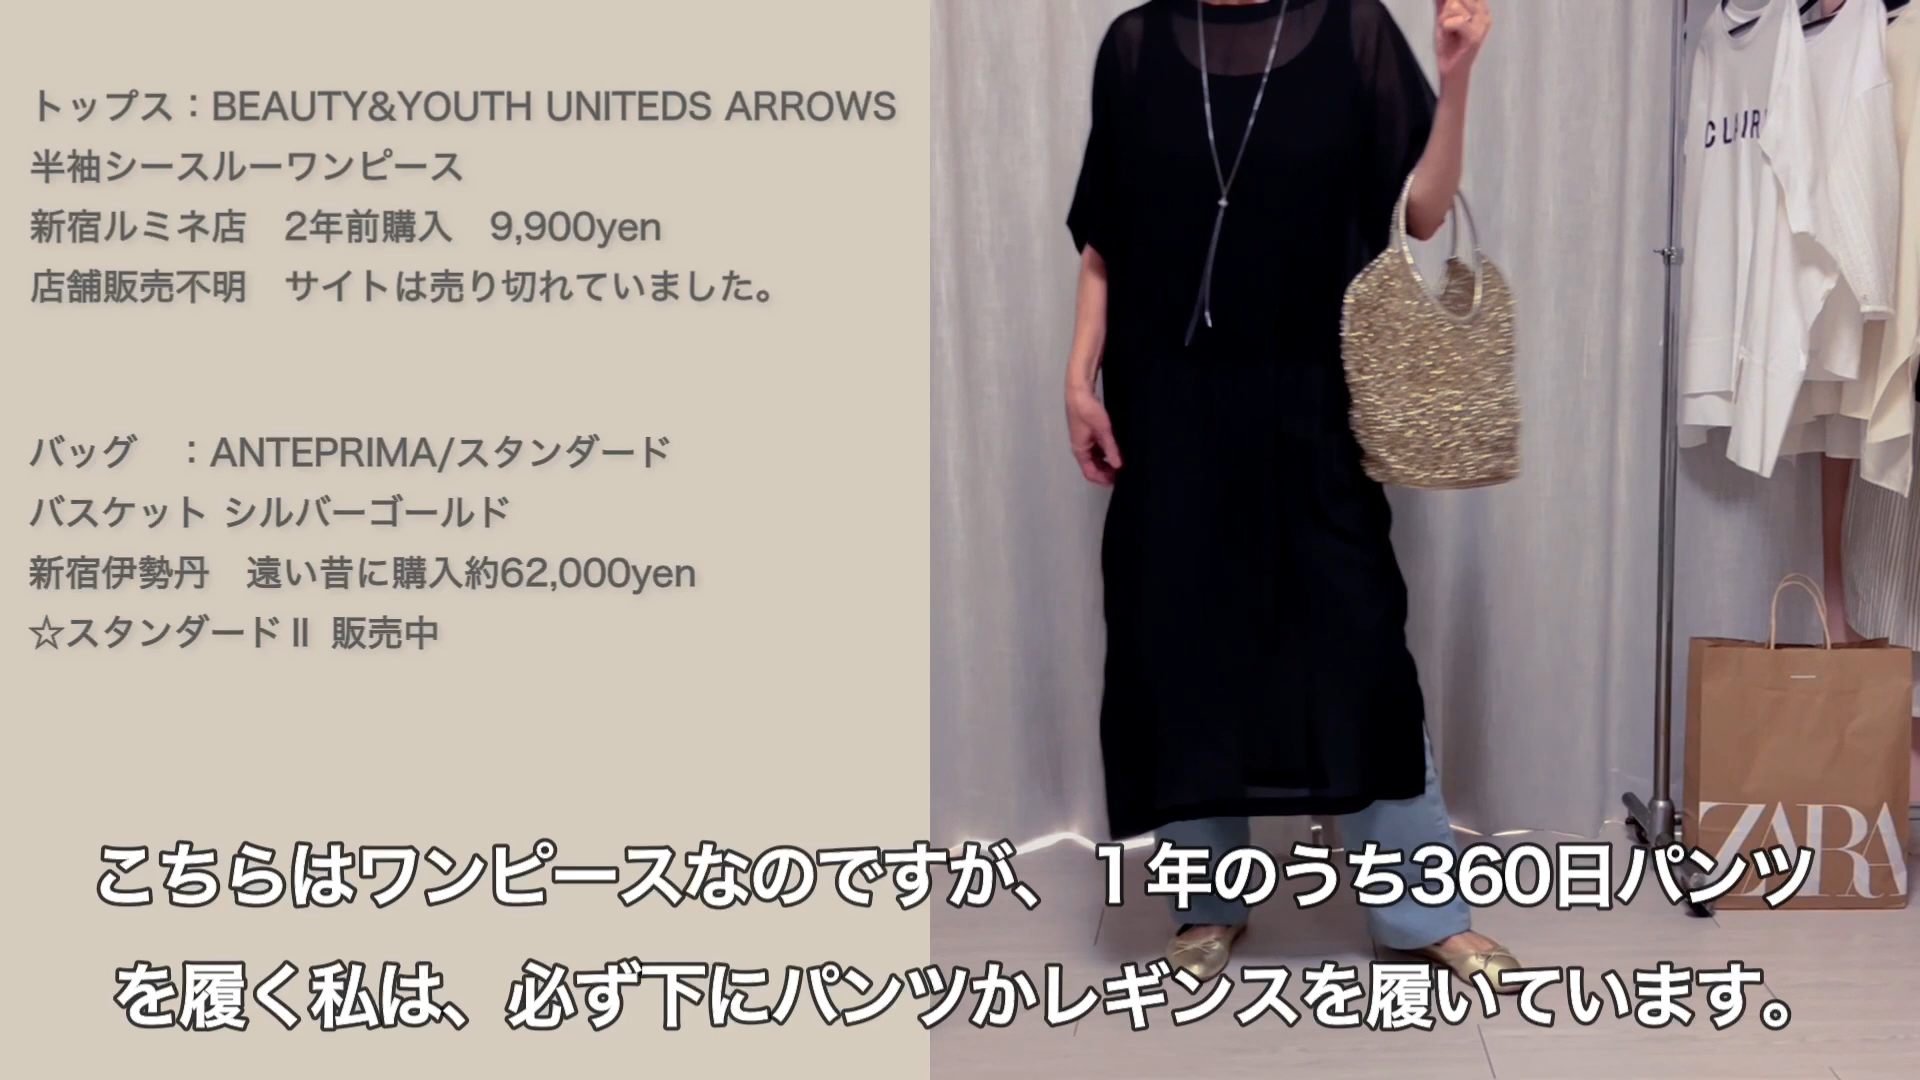 トップス：BEAUTY&YOUTH UNITEDS ARROWS
半袖シースルーワンピース
新宿ルミネ店　2年前購入　9,900yen
店舗販売不明　サイトは売り切れていました。
バッグ　：ANTEPRIMA/スタンダード
バスケット シルバーゴールド
新宿伊勢丹　遠い昔に購入約62,000yen
☆スタンダードⅡ 販売中
ZARA
こちらはワンピースなのですが、１年のうち360日パンツ
を履く私は、必ず下にパンツかレギンスを履いています。